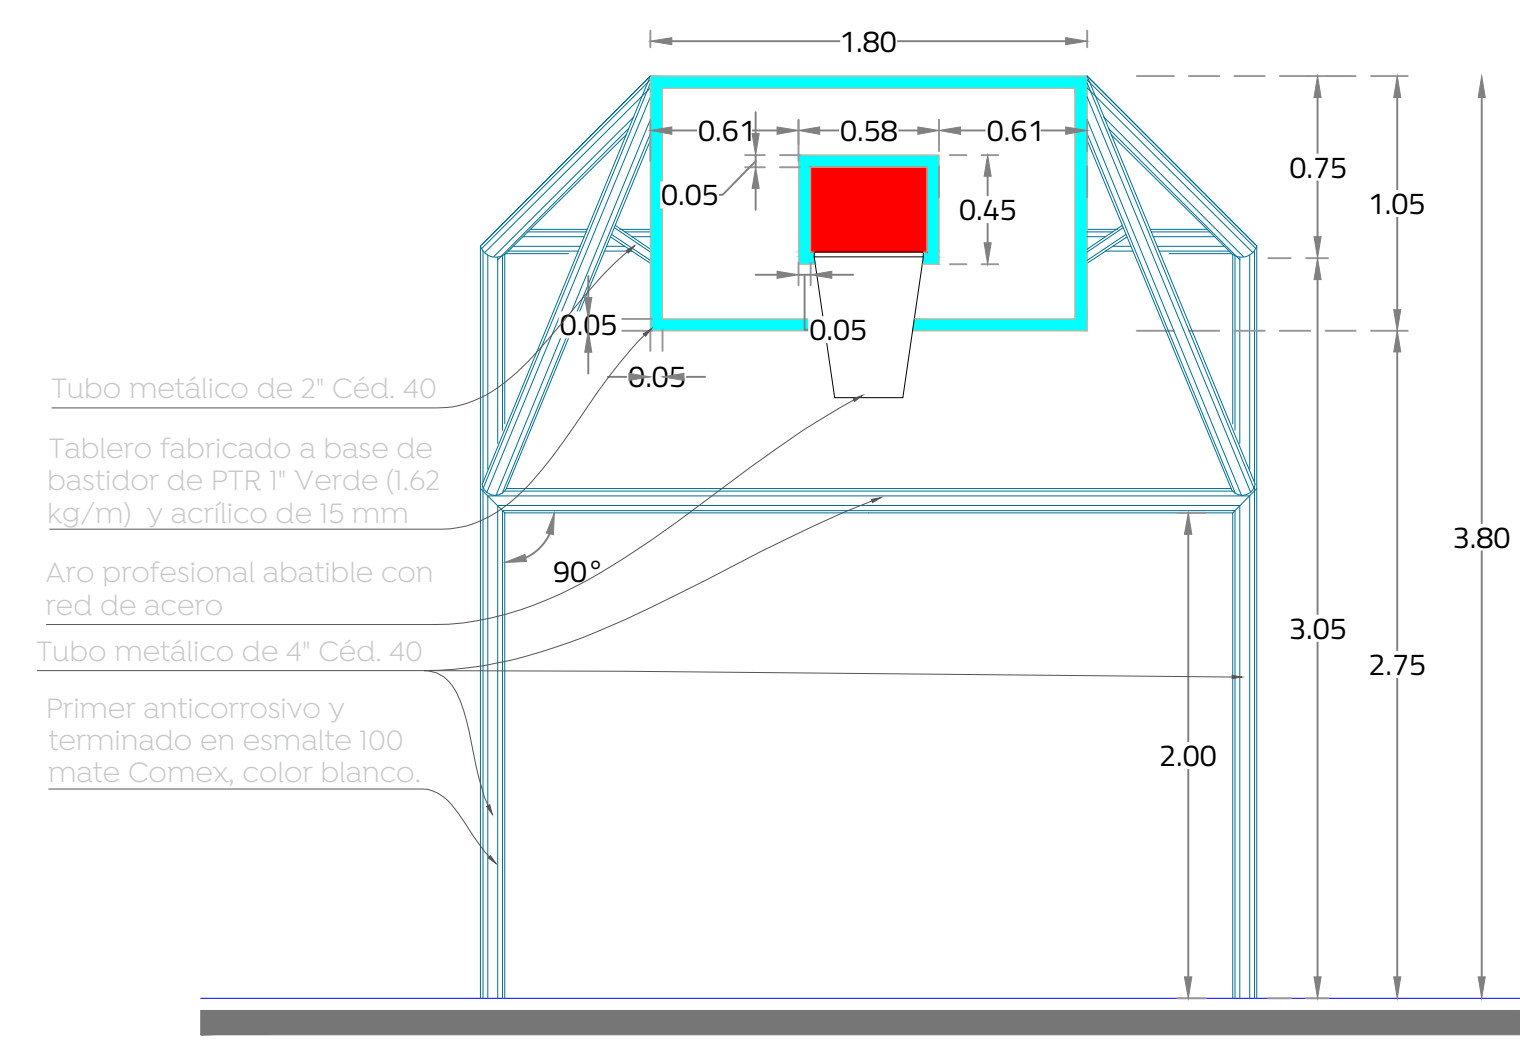 1.80
0.61
0.58
0.61
0.05
0.45
0.75
1.05
0.05
0.05
0.05
Tubo metálico de 2" Céd. 40
Tablero fabricado a base de
bastidor de PTR 1" Verde (1.62
kg/m) y acrílico de 15 mm
Aro profesional abatible con
red de acero
90°
Tubo metálico de 4" Céd. 40
Primer anticorrosivo y
terminado en esmalte 100
mate Comex, color blanco.
3.80
3.05
2.75
2.00